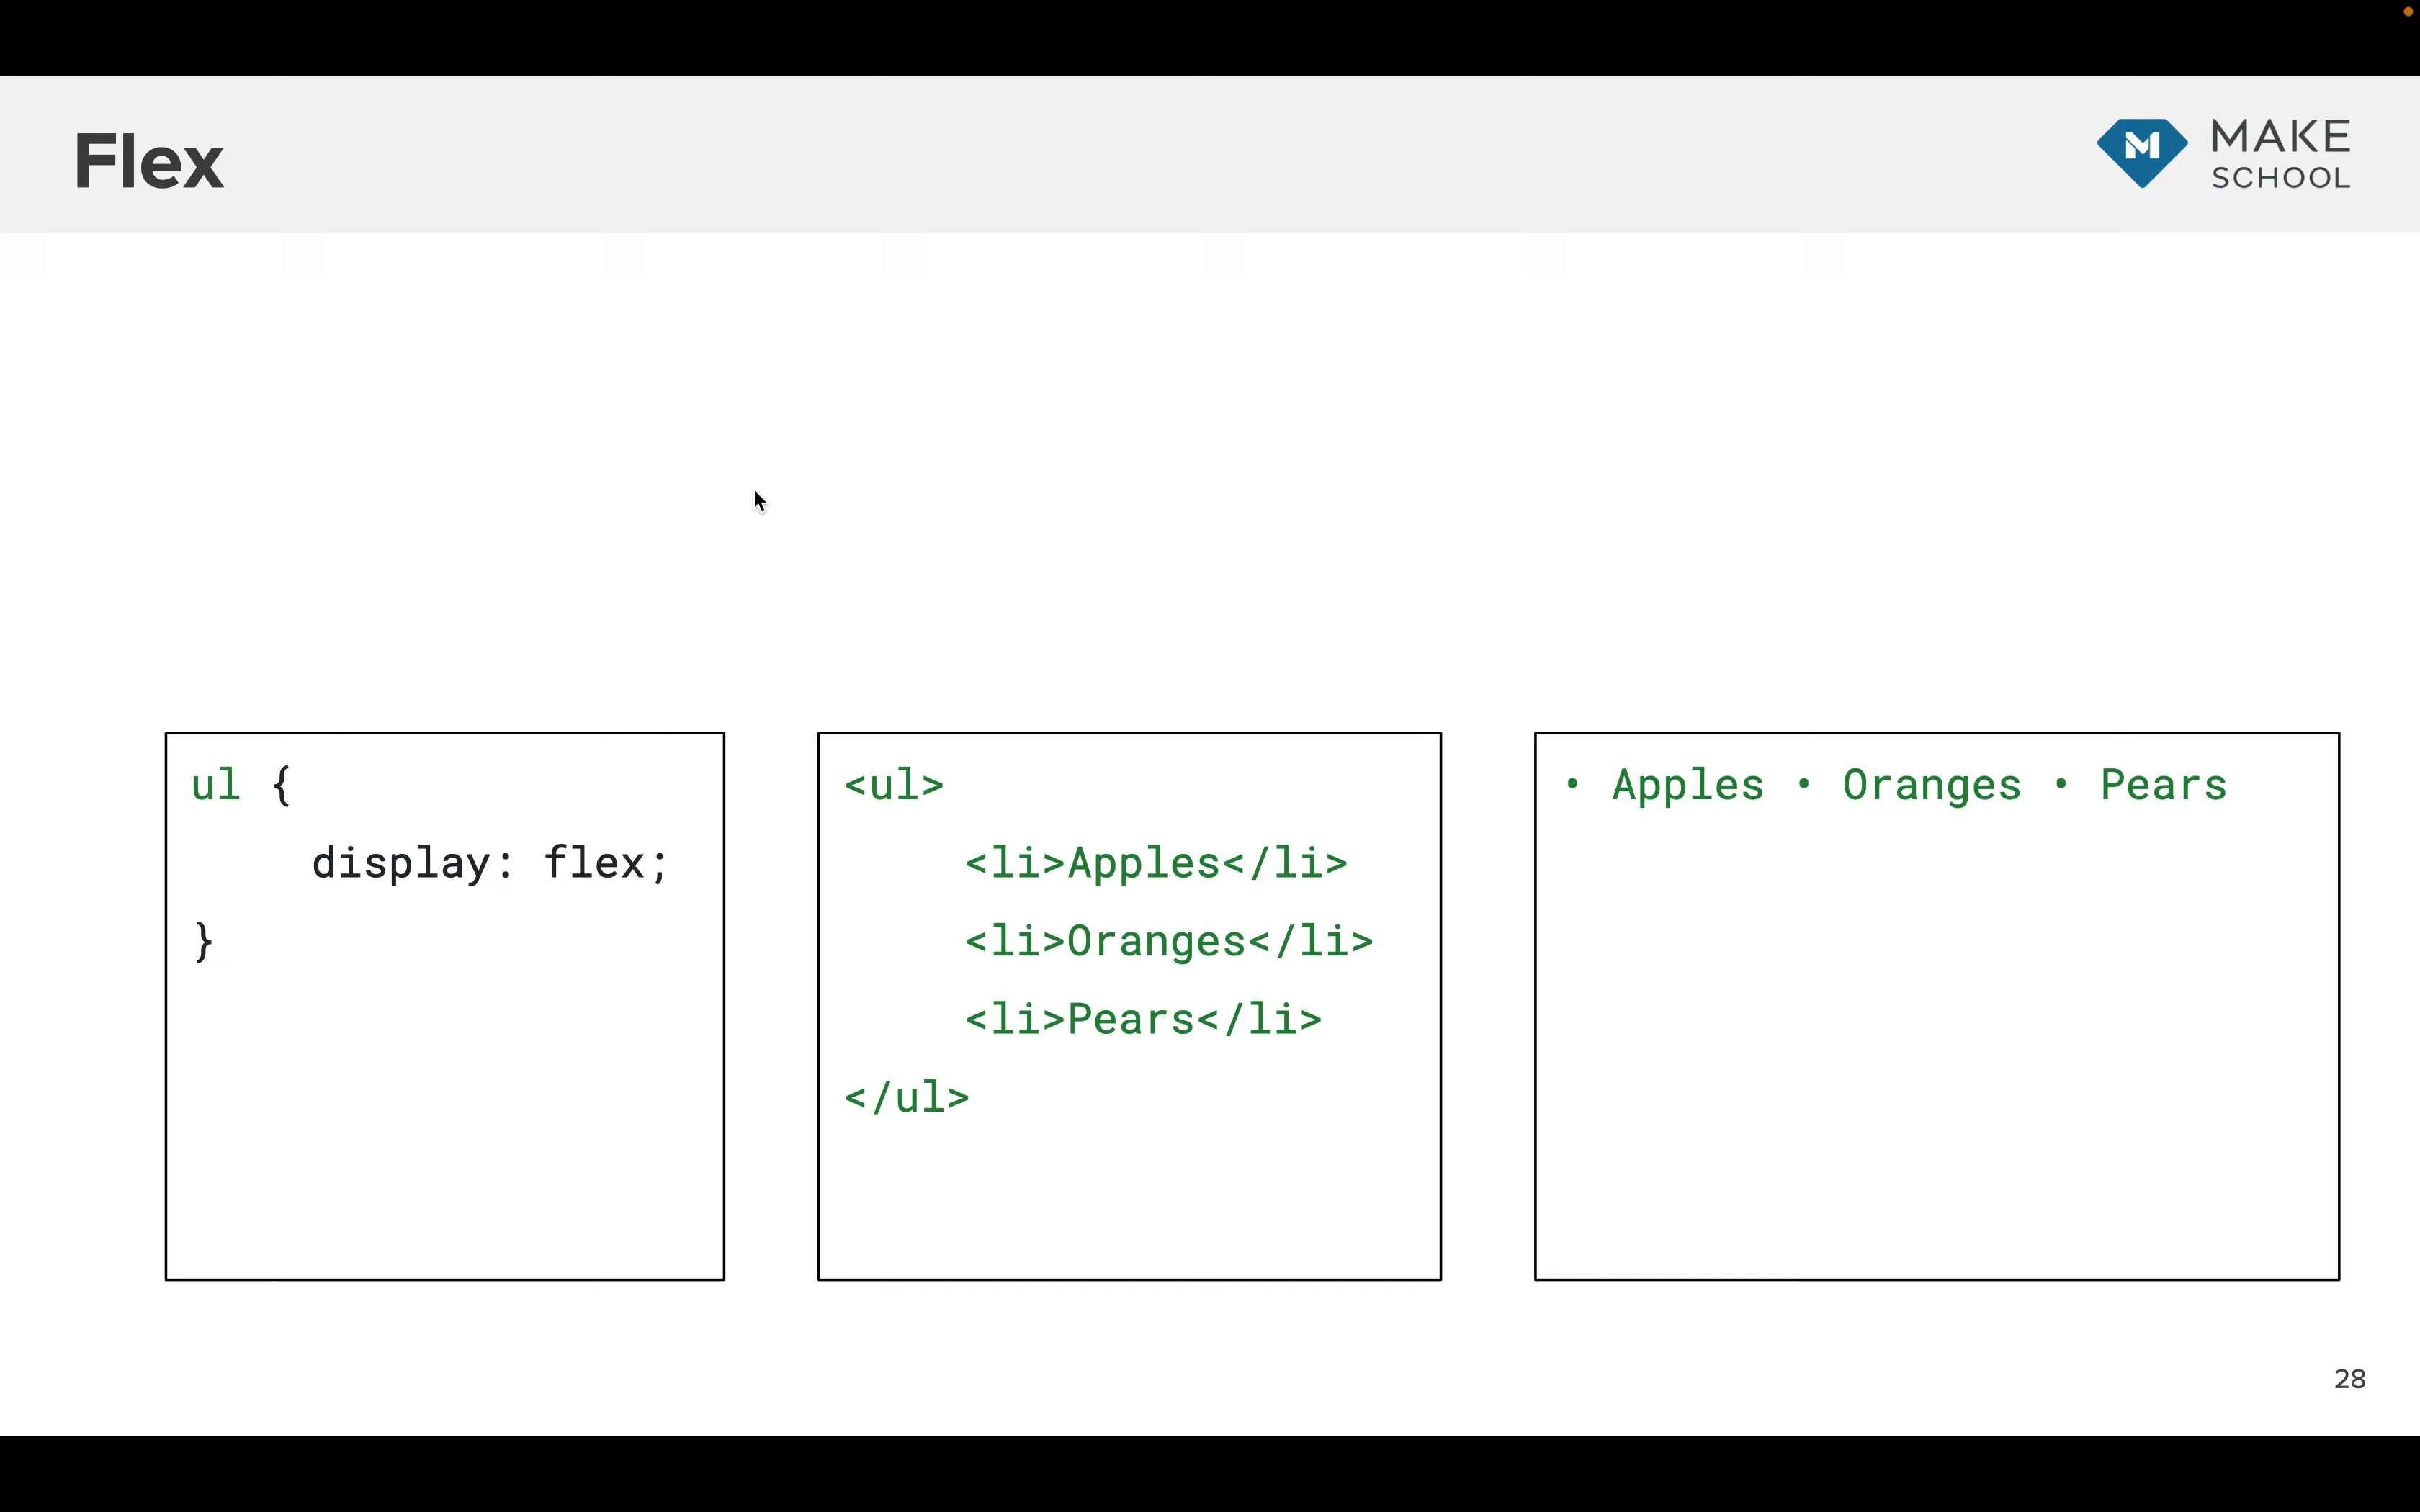 Flex
MAKE
SCHOOL
ul {
display: flex;
}
<ul>
<li>Apples</li>
<li>Oranges</li>
<li>Pears</li>
</ul>
• Apples • Oranges • Pears
28